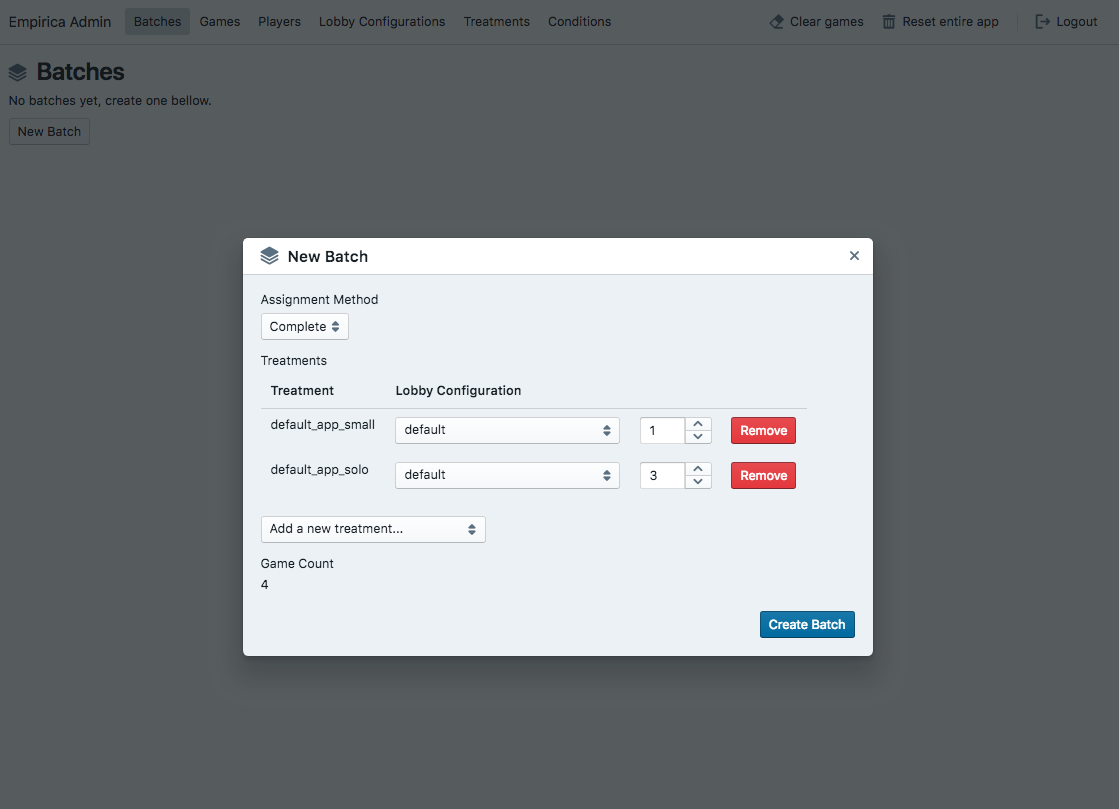 Empirica Admin Batches Games Players Lobby Configurations Treatments Conditions Clear games Reset entire app Logout
Batches
No batches yet, create one bellow.
New Batch
New Batch
Assignment Method
Complete
Treatments
Treatment Lobby Configuration
default_app_small default 1 Remove
default_app_solo default 3 Remove
Add a new treatment...
Game Count
4
Create Batch